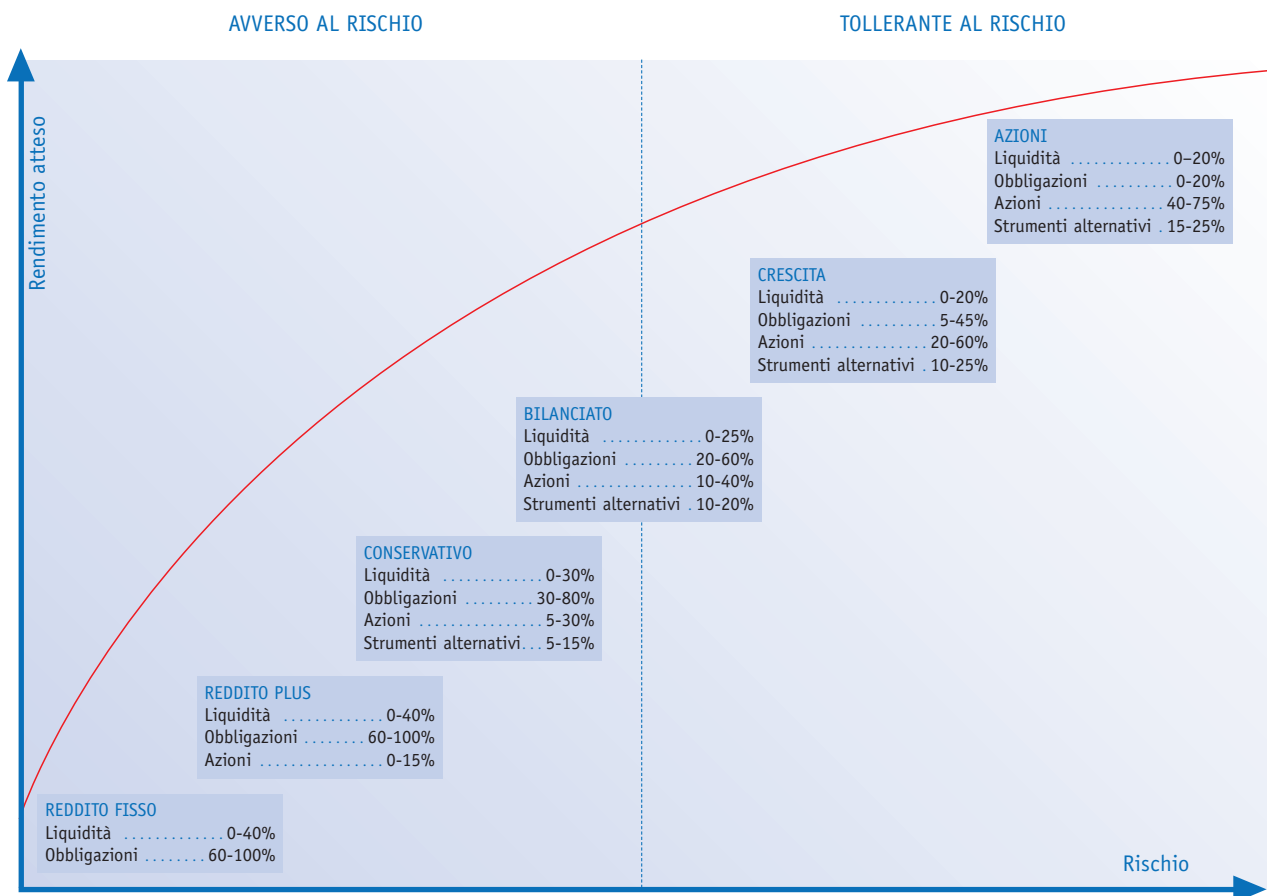 AVVERSO AL RISCHIO
TOLLERANTE AL RISCHIO
Rendimento atteso
AZIONI
Liquidità ............. 0–20%
Obbligazioni .......... 0-20%
Azioni ............... 40-75%
Strumenti alternativi . 15-25%
CRESCITA
Liquidità ............. 0-20%
Obbligazioni .......... 5-45%
Azioni ............... 20-60%
Strumenti alternativi . 10-25%
BILANCIATO
Liquidità ............. 0-25%
Obbligazioni ......... 20-60%
Azioni ............... 10-40%
Strumenti alternativi . 10-20%
CONSERVATIVO
Liquidità ............. 0-30%
Obbligazioni ......... 30-80%
Azioni ................ 5-30%
Strumenti alternativi... 5-15%
REDDITO PLUS
Liquidità ............. 0-40%
Obbligazioni ........ 60-100%
Azioni ................ 0-15%
REDDITO FISSO
Liquidità ............. 0-40%
Obbligazioni ........ 60-100%
Rischio